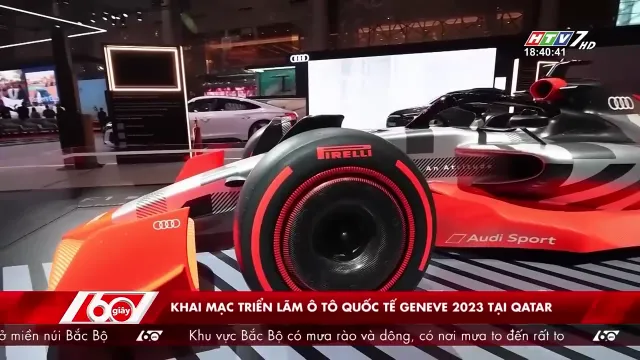 HTV7 HD
18:40:41
PIRELLI
Audi Sport
60 giây
KHAI MẠC TRIỂN LÃM Ô TÔ QUỐC TẾ GENEVE 2023 TẠI QATAR
ở miền núi Bắc Bộ 60 Khu vực Bắc Bộ có mưa rào và dông, có nơi mưa to đến rất to 60